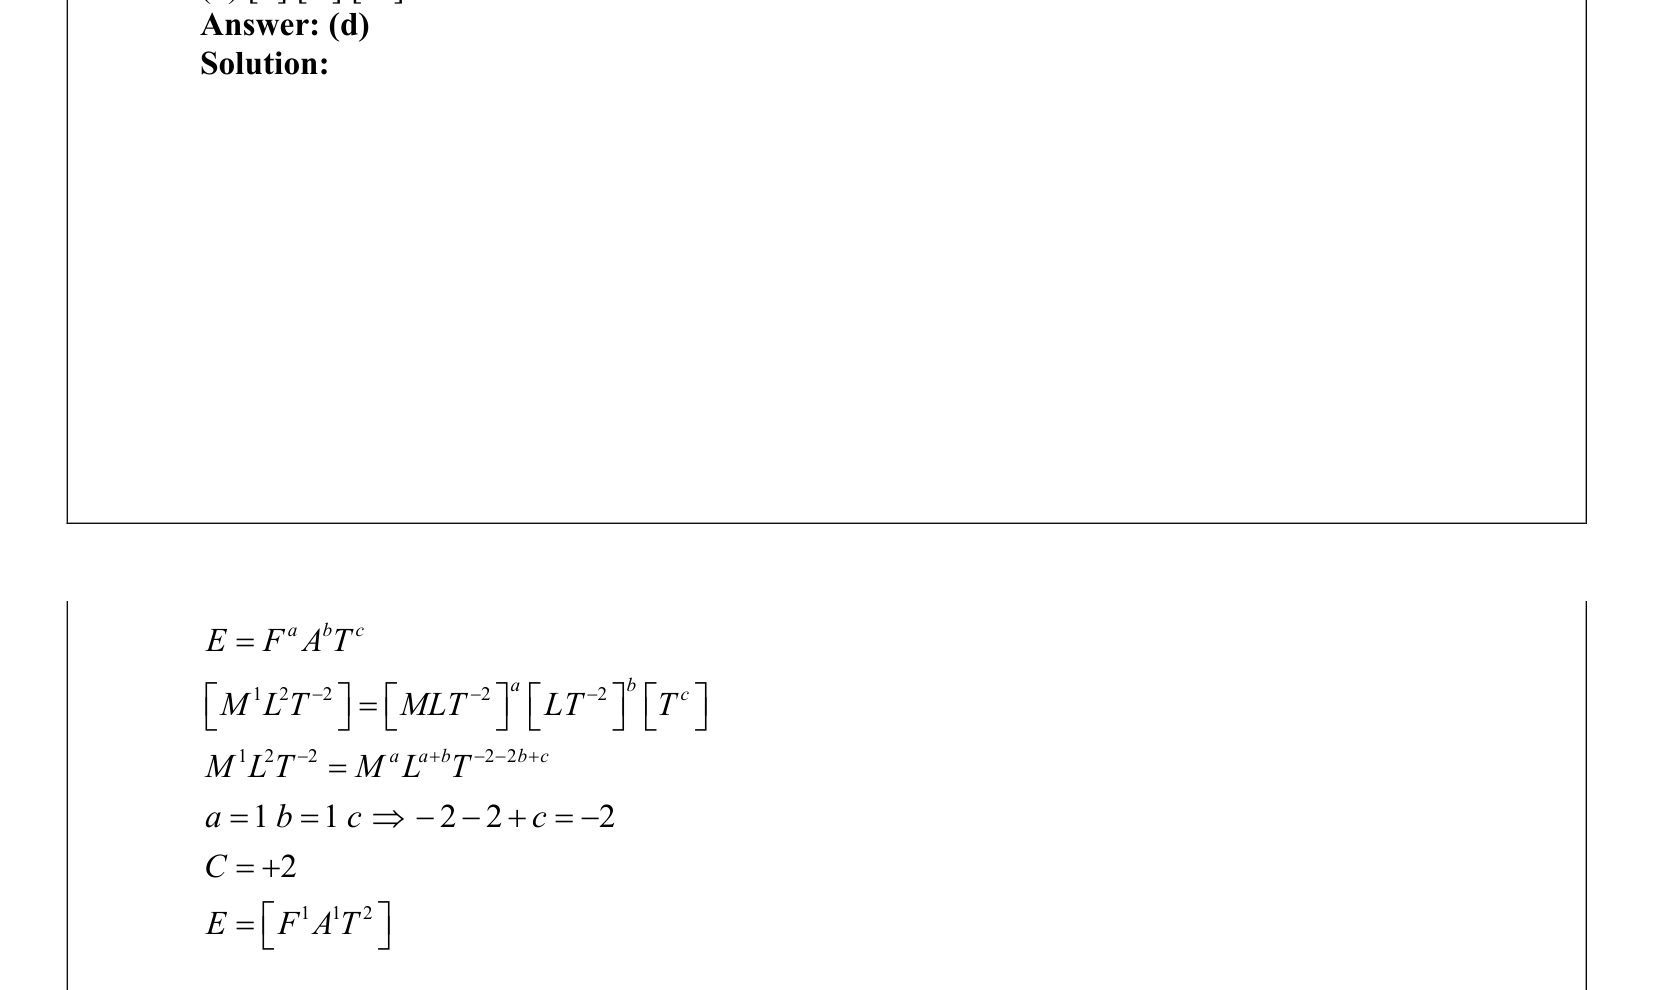 Answer: (d)
Solution:
E = F^a A^b T^c
[M^1 L^2 T^−2] = [MLT^−2]^a [LT^−2]^b [T^c]
M^1 L^2 T^−2 = M^a L^a+b T^−2−2b+c
a = 1 b = 1 c ⇒ −2 − 2 + c = −2
C = +2
E = [F^1 A^1 T^2]